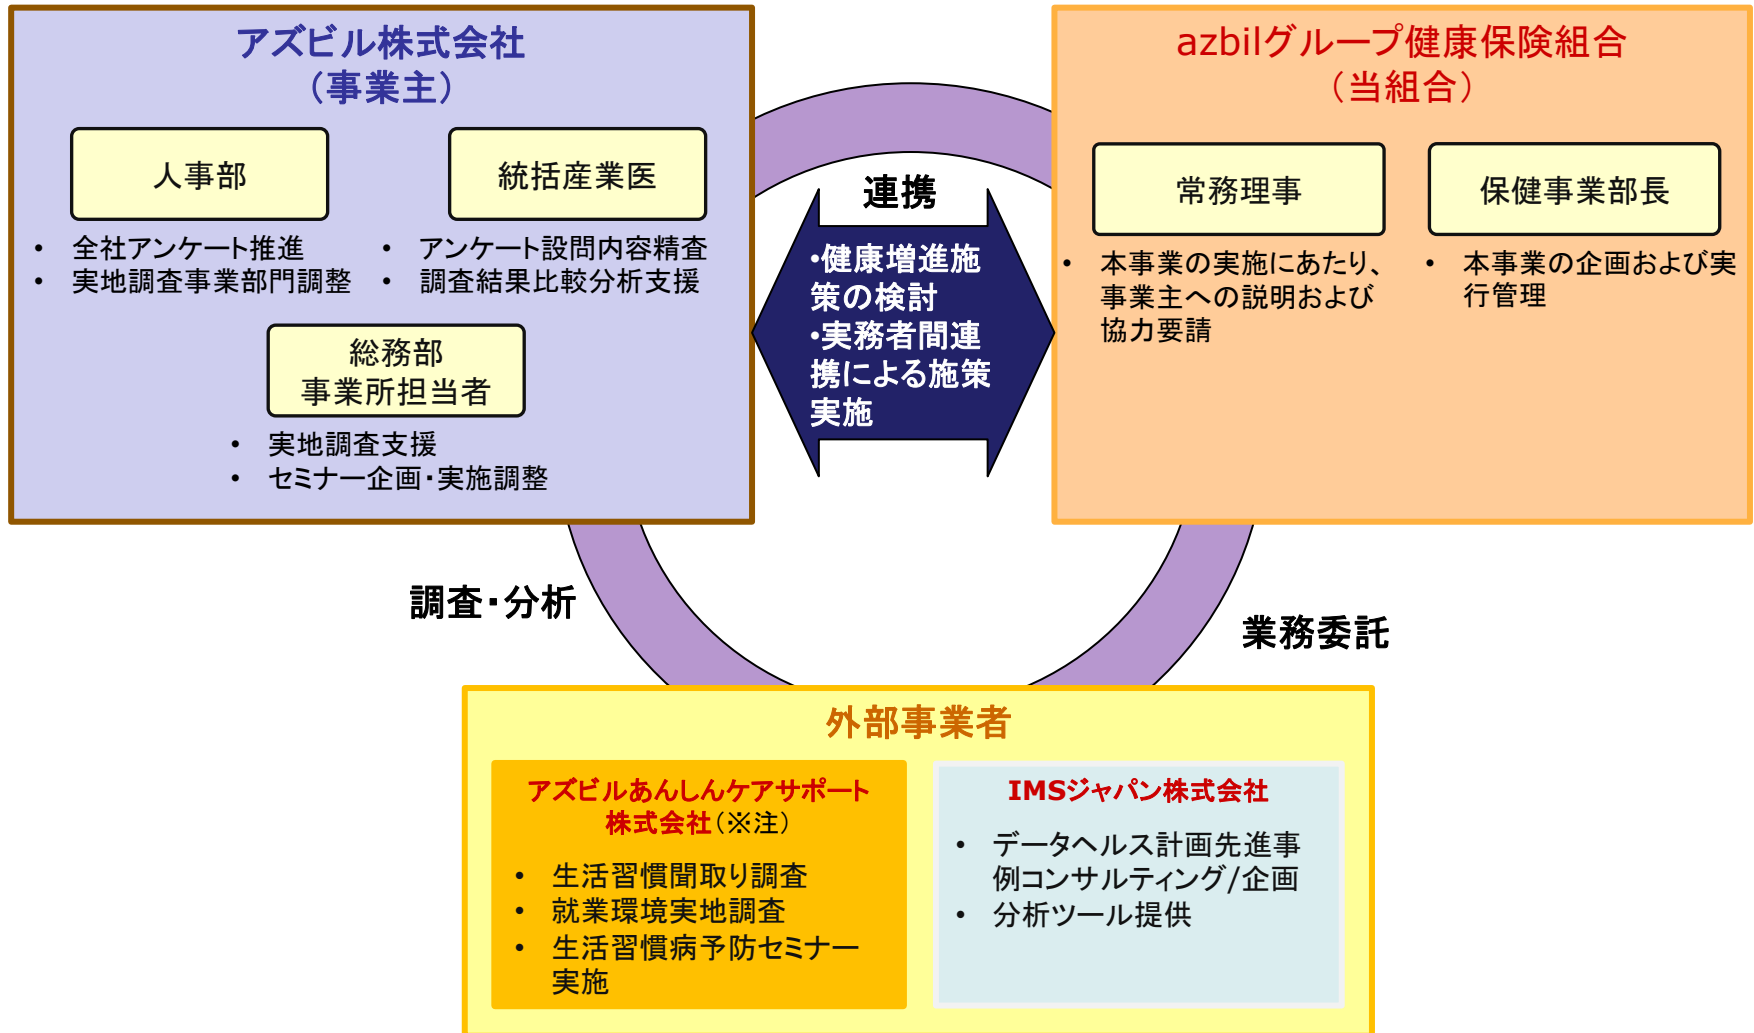 アズビル株式会社
（事業主）
人事部
統括産業医
• 全社アンケート推進
• 実地調査事業部門調整
• アンケート設問内容精査
• 調査結果比較分析支援
総務部
事業所担当者
• 実地調査支援
• セミナー企画・実施調整
連携
•健康増進施
策の検討
•実務者間連
携による施策
実施
azbilグループ健康保険組合
（当組合）
常務理事
保健事業部長
• 本事業の実施にあたり、
事業主への説明および
協力要請
• 本事業の企画および実
行管理
調査・分析
業務委託
外部事業者
アズビルあんしんケアサポート
株式会社（※注）
• 生活習慣聞取り調査
• 就業環境実地調査
• 生活習慣病予防セミナー
実施
IMSジャパン株式会社
• データヘルス計画先進事
例コンサルティング/企画
• 分析ツール提供